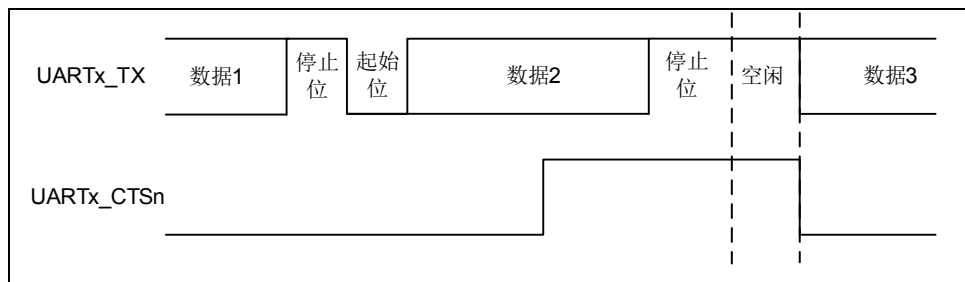 UARTx_TX
数据1
停止
位
起始
位
数据2
停止
位
空闲
数据3
UARTx_CTSn